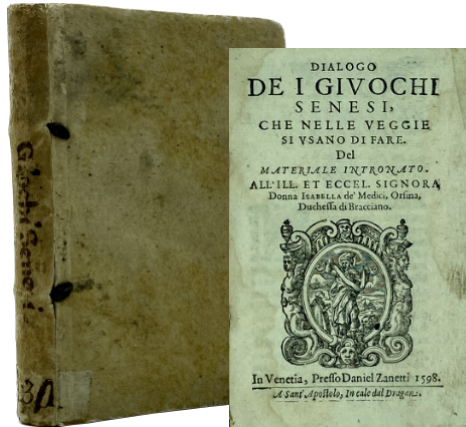 Giochi Senesi
3
DIALOGO
DE I GIVOCHI
SENESI,
CHE NELLE VEGGIE
SI VSANO DI FARE.
Del
MATERIALE INTRONATO.
ALL'ILL. ET ECCEL. SIGNORA
Donna ISABELLA de' Medici, Orsina,
Duchessa di Bracciano.
In Venetia, Presso Daniel Zanetti 1598.
A Sant' Apostolo, In cale dal Dragan.